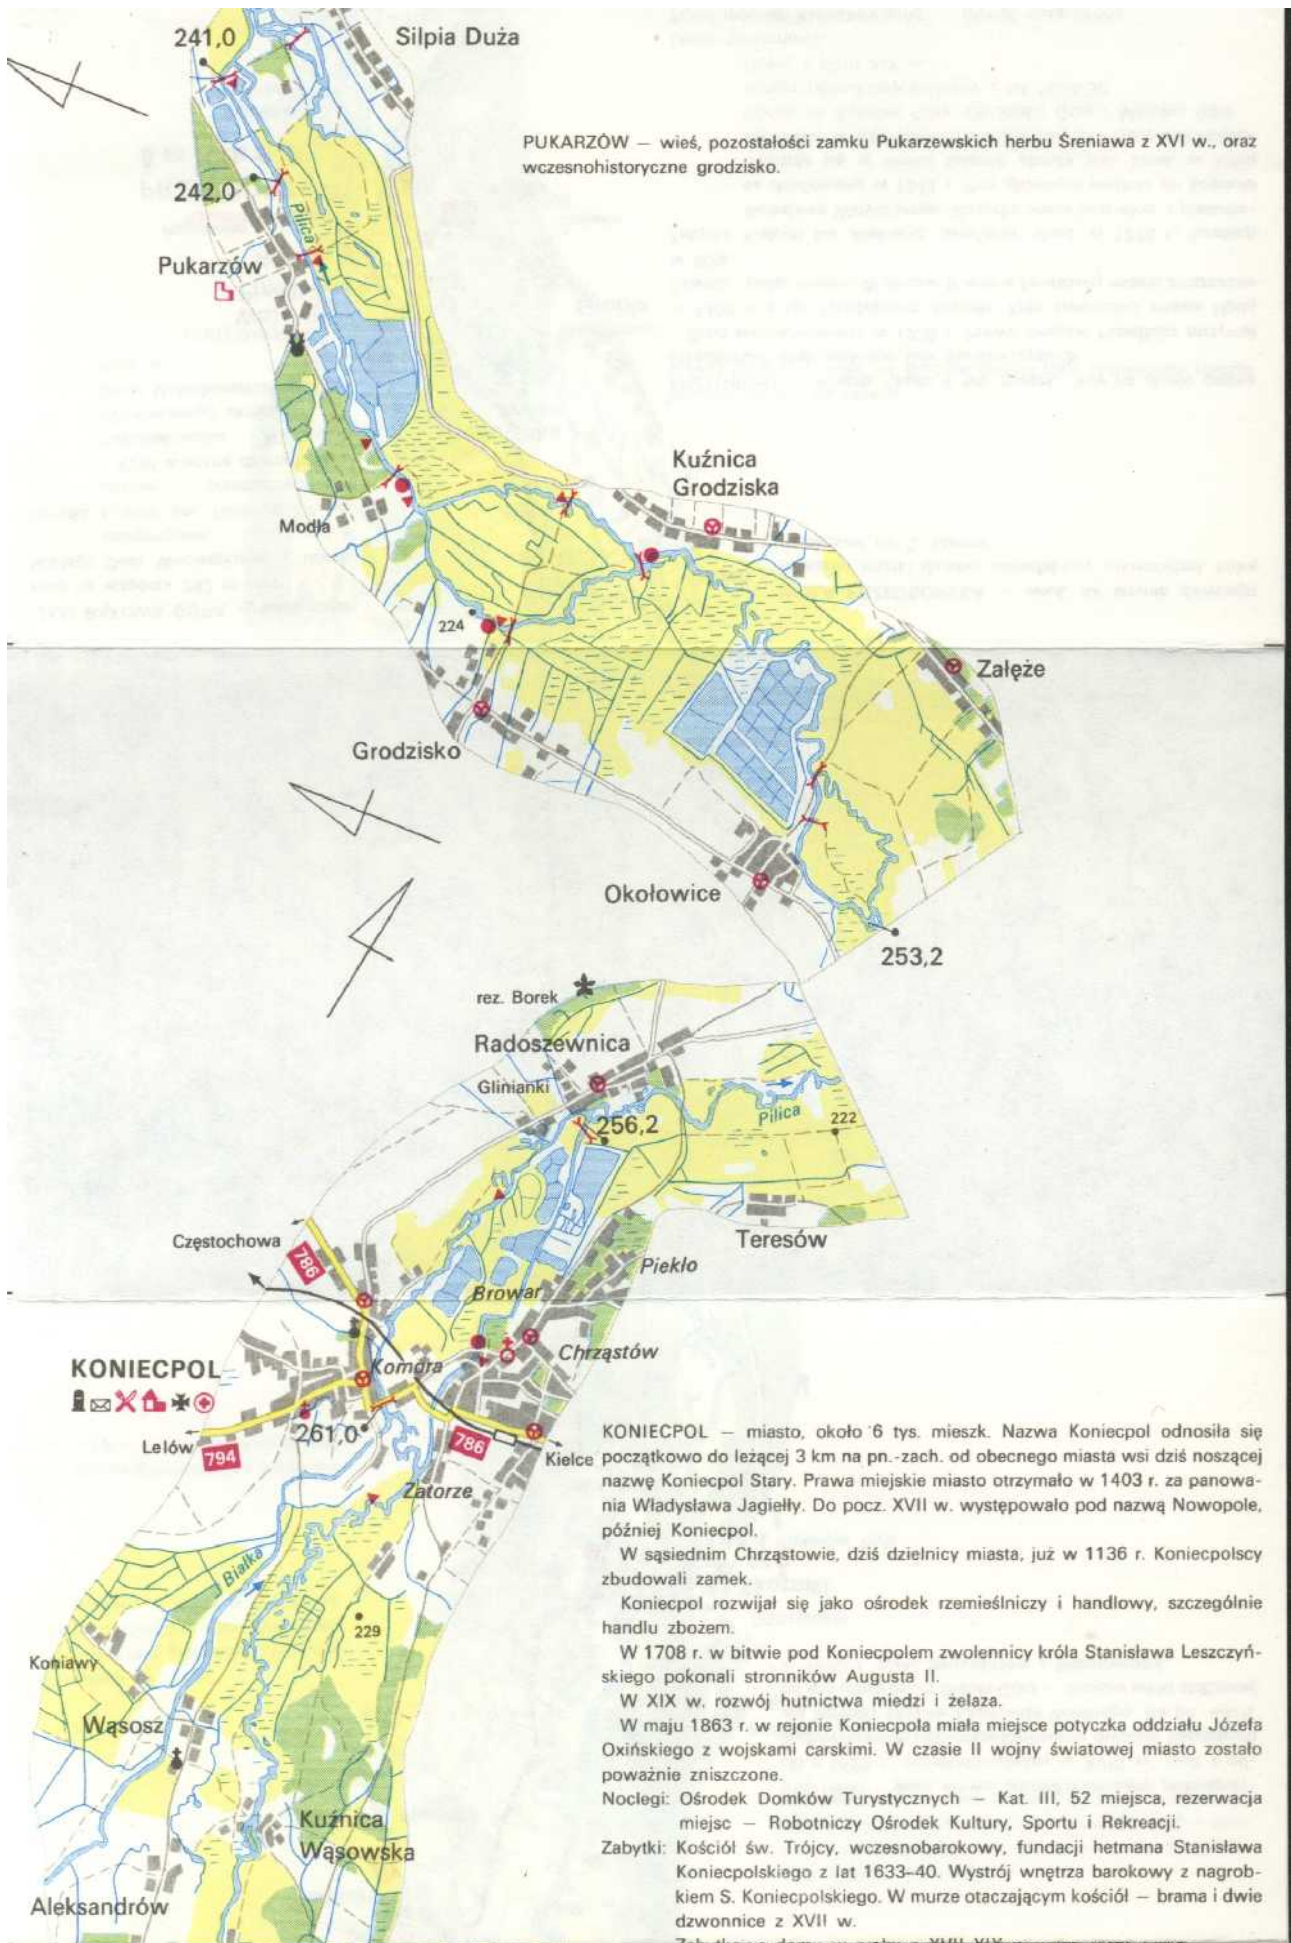 241,0
Silpia Duża
PUKARZÓW — wieś, pozostałości zamku Pukarzewskich herbu Śreniawa z XVI w., oraz
wczesnohistoryczne grodzisko.
242,0
Pilica
Pukarzów
Kuźnica
Grodziska
Modła
224
Załęże
Grodzisko
Okołowice
253,2
rez. Borek
Radoszewnica
Glinianki
256,2
Pilica
222
Teresów
Częstochowa
786
Piekło
Browar
Chrząstów
KONIECPOL
Komora
261,0
Lelów
794
786
Kielce
Zatorze
KONIECPOL — miasto, około 6 tys. mieszk. Nazwa Koniecpol odnosiła się
początkowo do leżącej 3 km na pn.-zach. od obecnego miasta wsi dziś noszącej
nazwę Koniecpol Stary. Prawa miejskie miasto otrzymało w 1403 r. za panowa-
nia Władysława Jagiełły. Do pocz. XVII w. występowało pod nazwą Nowopole,
później Koniecpol.
W sąsiednim Chrząstowie, dziś dzielnicy miasta, już w 1136 r. Koniecpolscy
zbudowali zamek.
Koniecpol rozwijał się jako ośrodek rzemieślniczy i handlowy, szczególnie
handlu zbożem.
W 1708 r. w bitwie pod Koniecpolem zwolennicy króla Stanisława Leszczyń-
skiego pokonali stronników Augusta II.
W XIX w. rozwój hutnictwa miedzi i żelaza.
W maju 1863 r. w rejonie Koniecpola miała miejsce potyczka oddziału Józefa
Oxińskiego z wojskami carskimi. W czasie II wojny światowej miasto zostało
poważnie zniszczone.
Noclegi: Ośrodek Domków Turystycznych — Kat. III, 52 miejsca, rezerwacja
miejsc — Robotniczy Ośrodek Kultury, Sportu i Rekreacji.
Zabytki: Kościół św. Trójcy, wczesnobarokowy, fundacji hetmana Stanisława
Koniecpolskiego z lat 1633–40. Wystrój wnętrza barokowy z nagrob-
kiem S. Koniecpolskiego. W murze otaczającym kościół — brama i dwie
dzwonnice z XVII w.
Białka
229
Koniawy
Wąsosz
Kuźnica
Wąsowska
Aleksandrów